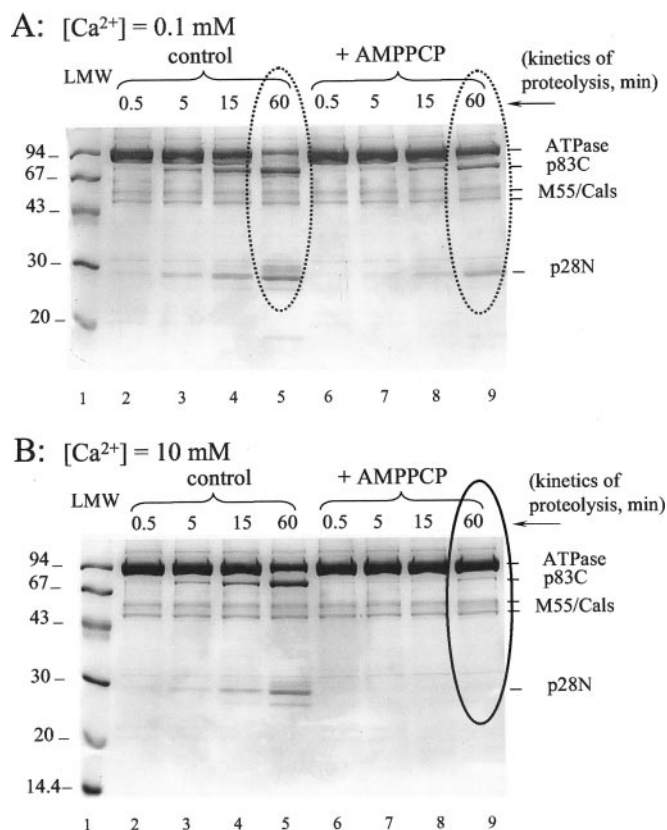 A: [Ca²⁺] = 0.1 mM
control + AMPPCP (kinetics of
LMW proteolysis, min)
0.5 5 15 60 0.5 5 15 60
94 ATPase
67 p83C
43 M55/Cals
30 p28N
20
1 2 3 4 5 6 7 8 9
B: [Ca²⁺] = 10 mM
control + AMPPCP (kinetics of
LMW proteolysis, min)
0.5 5 15 60 0.5 5 15 60
94 ATPase
67 p83C
43 M55/Cals
30 p28N
20
14.4
1 2 3 4 5 6 7 8 9